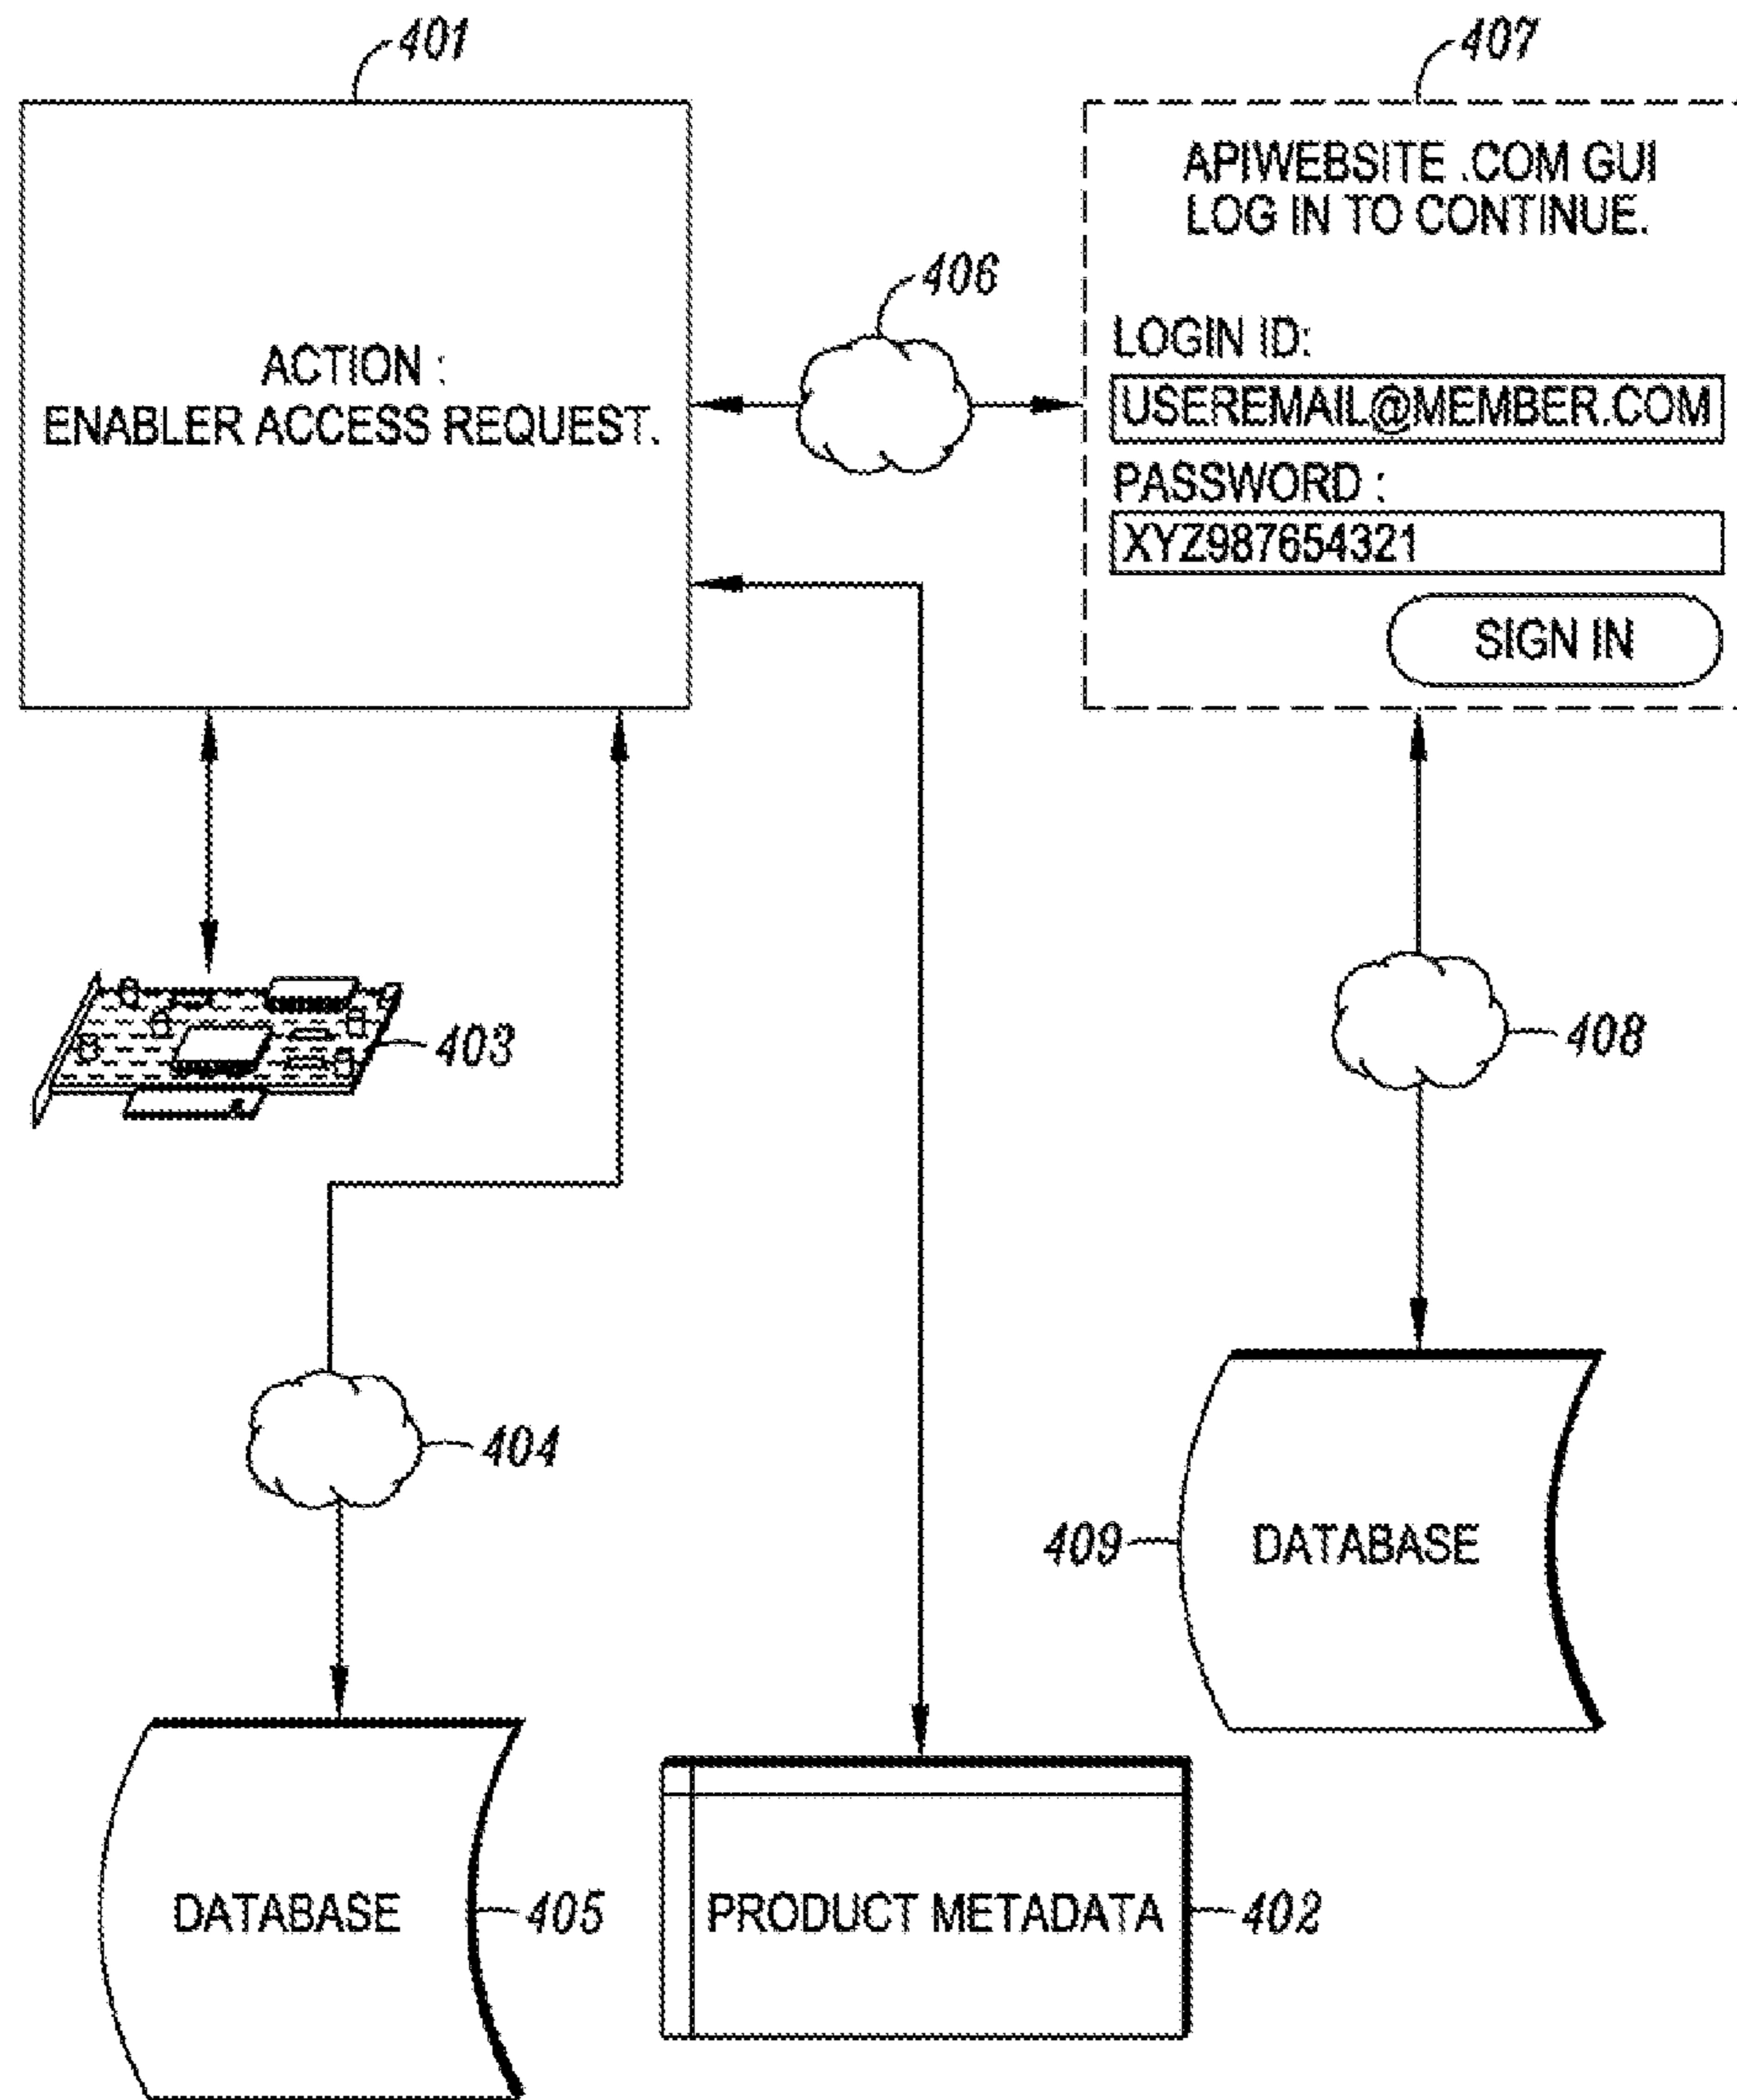 401
407
APIWEBSITE .COM GUI
LOG IN TO CONTINUE.
406
ACTION :
ENABLER ACCESS REQUEST.
LOGIN ID:
USEREMAIL@MEMBER.COM
PASSWORD :
XYZ987654321
SIGN IN
403
408
404
409
DATABASE
DATABASE
405
PRODUCT METADATA
402